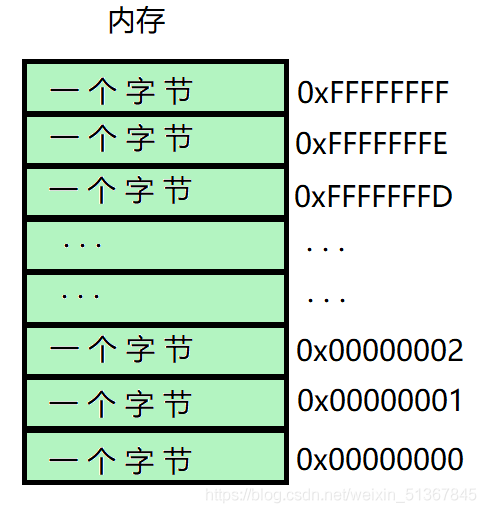 内存
一个字节 0xFFFFFFFF
一个字节 0xFFFFFFFE
一个字节 0xFFFFFFFD
... ...
... ...
一个字节 0x00000002
一个字节 0x00000001
一个字节 0x00000000
https://blog.csdn.net/weixin_51367845